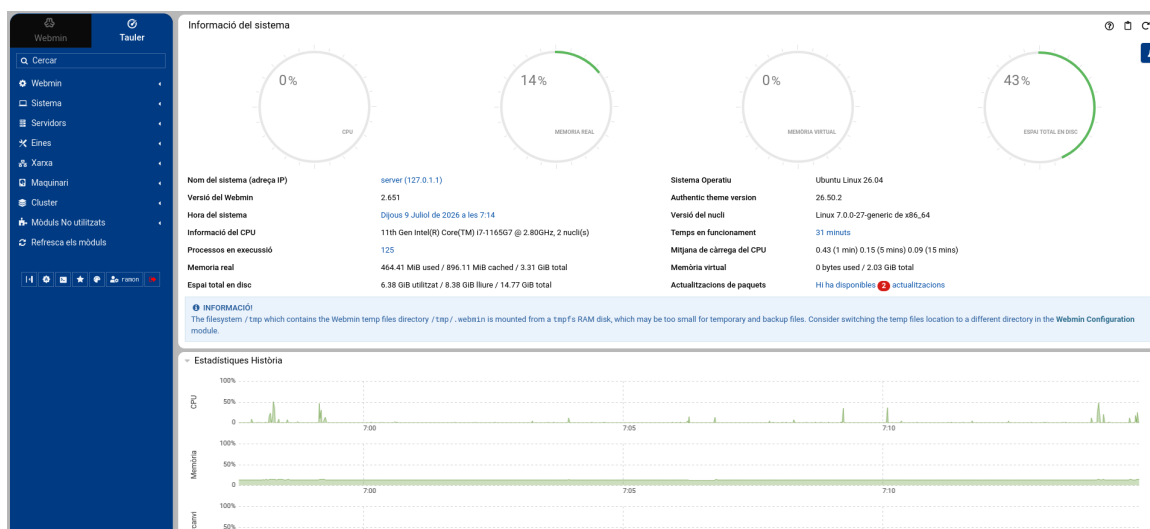 Webmin
Tauler
Cercar
Webmin
Sistema
Servidors
Eines
Xarxa
Maquinari
Cluster
Mòduls No utilitzats
Refresca els mòduls
ramon
Informació del sistema
0%
CPU
14%
MEMORIA REAL
0%
MEMÒRIA VIRTUAL
43%
ESPAI TOTAL EN DISC
Nom del sistema (adreça IP) server (127.0.1.1) Sistema Operatiu Ubuntu Linux 26.04
Versió del Webmin 2.651 Authentic theme version 26.50.2
Hora del sistema Dijous 9 Juliol de 2026 a les 7:14 Versió del nucli Linux 7.0.0-27-generic de x86_64
Informació del CPU 11th Gen Intel(R) Core(TM) i7-1165G7 @ 2.80GHz, 2 nucli(s) Temps en funcionament 31 minuts
Processos en execussió 125 Mitjana de càrrega del CPU 0.43 (1 min) 0.15 (5 mins) 0.09 (15 mins)
Memoria real 464.41 MiB used / 896.11 MiB cached / 3.31 GiB total Memòria virtual 0 bytes used / 2.03 GiB total
Espai total en disc 6.38 GiB utilitzat / 8.38 GiB lliure / 14.77 GiB total Actualitzacions de paquets Hi ha disponibles 2 actualitzacions
INFORMACIÓ!
The filesystem /tmp which contains the Webmin temp files directory /tmp/.webmin is mounted from a tmpfs RAM disk, which may be too small for temporary and backup files. Consider switching the temp files location to a different directory in the Webmin Configuration
module.
Estadístiques Història
CPU
100%
50%
0
7:00 7:05 7:10
Memòria
100%
50%
0
7:00 7:05 7:10
100%
50%